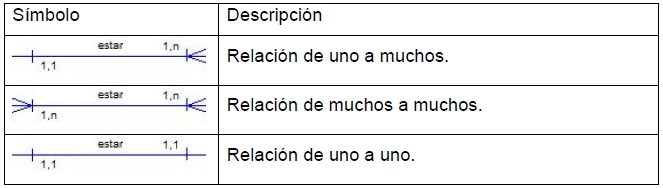 Símbolo Descripción
estar 1,n
1,1
Relación de uno a muchos.
estar 1,n
1,n
Relación de muchos a muchos.
estar 1,1
1,1
Relación de uno a uno.